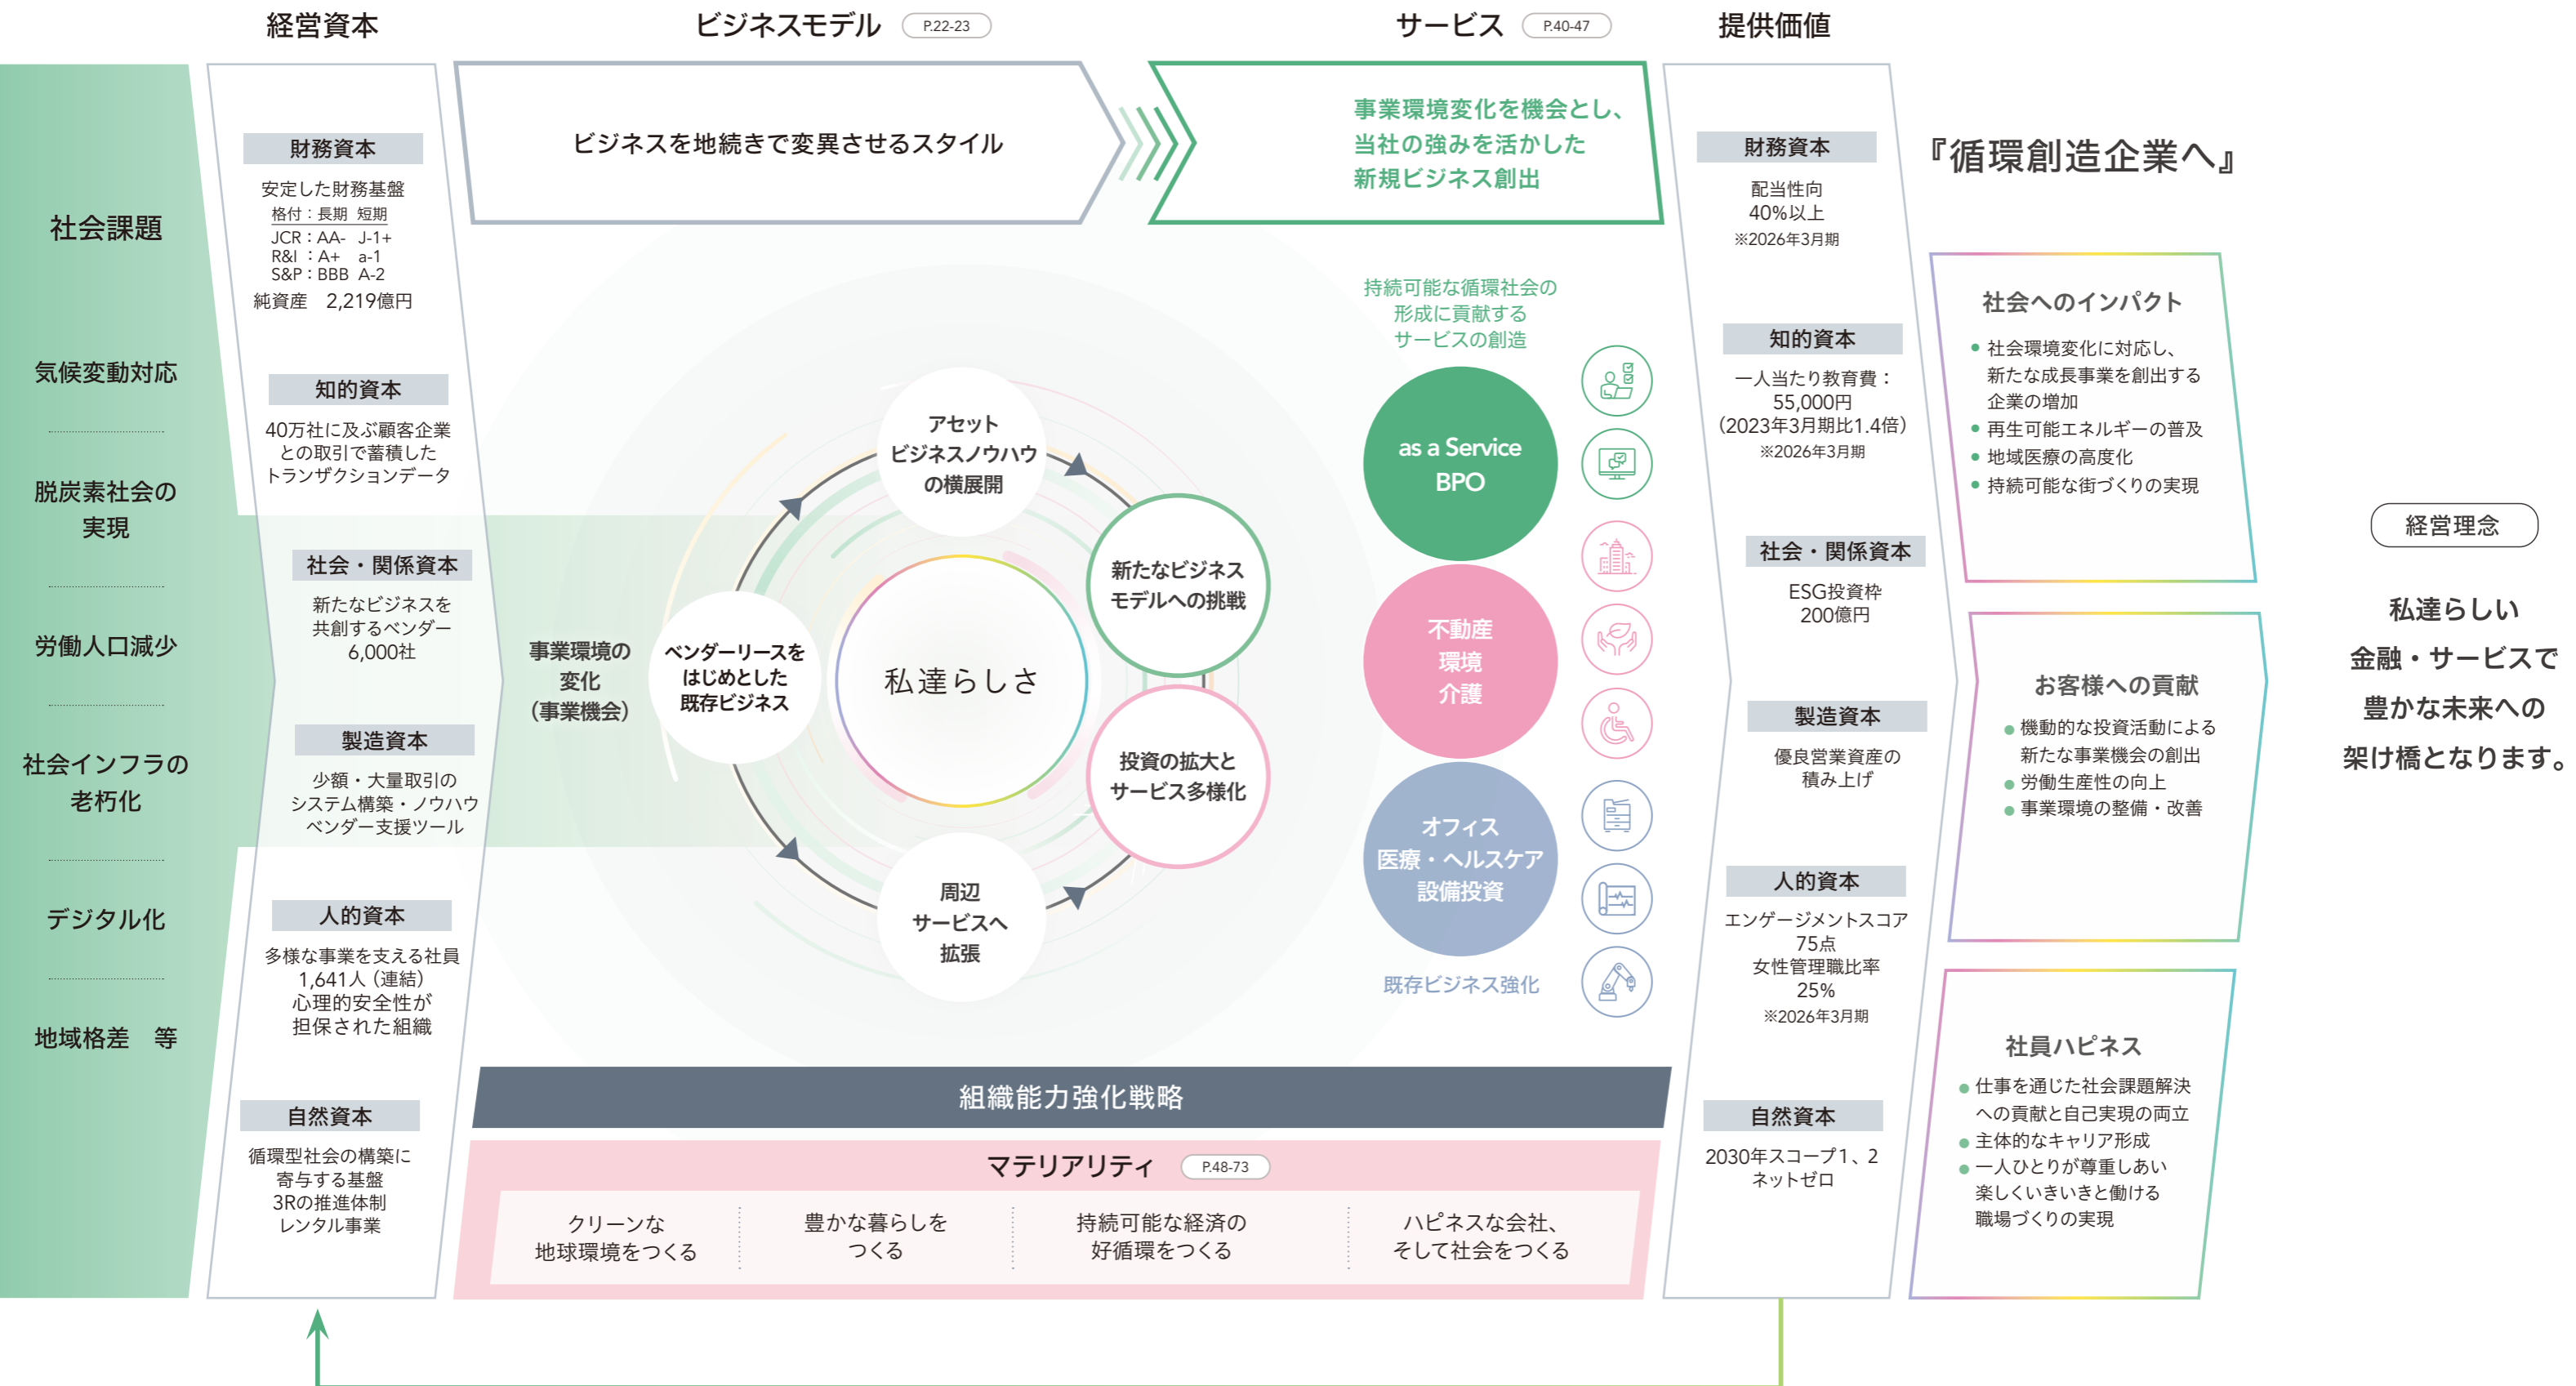 経営資本
ビジネスモデル P.22-23
サービス P.40-47
提供価値
社会課題
気候変動対応
脱炭素社会の
実現
労働人口減少
社会インフラの
老朽化
デジタル化
地域格差 等
財務資本
安定した財務基盤
格付：長期 短期
JCR：AA- J-1+
R&I：A+ a-1
S&P：BBB A-2
純資産 2,219億円
知的資本
40万社に及ぶ顧客企業
との取引で蓄積した
トランザクションデータ
社会・関係資本
新たなビジネスを
共創するベンダー
6,000社
製造資本
少額・大量取引の
システム構築・ノウハウ
ベンダー支援ツール
人的資本
多様な事業を支える社員
1,641人（連結）
心理的安全性が
担保された組織
自然資本
循環型社会の構築に
寄与する基盤
3Rの推進体制
レンタル事業
ビジネスを地続きで変異させるスタイル
事業環境の
変化
（事業機会）
ベンダーリースを
はじめとした
既存ビジネス
アセット
ビジネスノウハウ
の横展開
新たなビジネス
モデルへの挑戦
私達らしさ
投資の拡大と
サービス多様化
周辺
サービスへ
拡張
事業環境変化を機会とし、
当社の強みを活かした
新規ビジネス創出
持続可能な循環社会の
形成に貢献する
サービスの創造
as a Service
BPO
不動産
環境
介護
オフィス
医療・ヘルスケア
設備投資
既存ビジネス強化
組織能力強化戦略
マテリアリティ P.48-73
クリーンな
地球環境をつくる
豊かな暮らしを
つくる
持続可能な経済の
好循環をつくる
ハピネスな会社、
そして社会をつくる
財務資本
配当性向
40%以上
※2026年3月期
知的資本
一人当たり教育費：
55,000円
（2023年3月期比1.4倍）
※2026年3月期
社会・関係資本
ESG投資枠
200億円
製造資本
優良営業資産の
積み上げ
人的資本
エンゲージメントスコア
75点
女性管理職比率
25%
※2026年3月期
自然資本
2030年スコープ1、2
ネットゼロ
『循環創造企業へ』
社会へのインパクト
● 社会環境変化に対応し、
新たな成長事業を創出する
企業の増加
● 再生可能エネルギーの普及
● 地域医療の高度化
● 持続可能な街づくりの実現
お客様への貢献
● 機動的な投資活動による
新たな事業機会の創出
● 労働生産性の向上
● 事業環境の整備・改善
社員ハピネス
● 仕事を通じた社会課題解決
への貢献と自己実現の両立
● 主体的なキャリア形成
● 一人ひとりが尊重しあい
楽しくいきいきと働ける
職場づくりの実現
経営理念
私達らしい
金融・サービスで
豊かな未来への
架け橋となります。